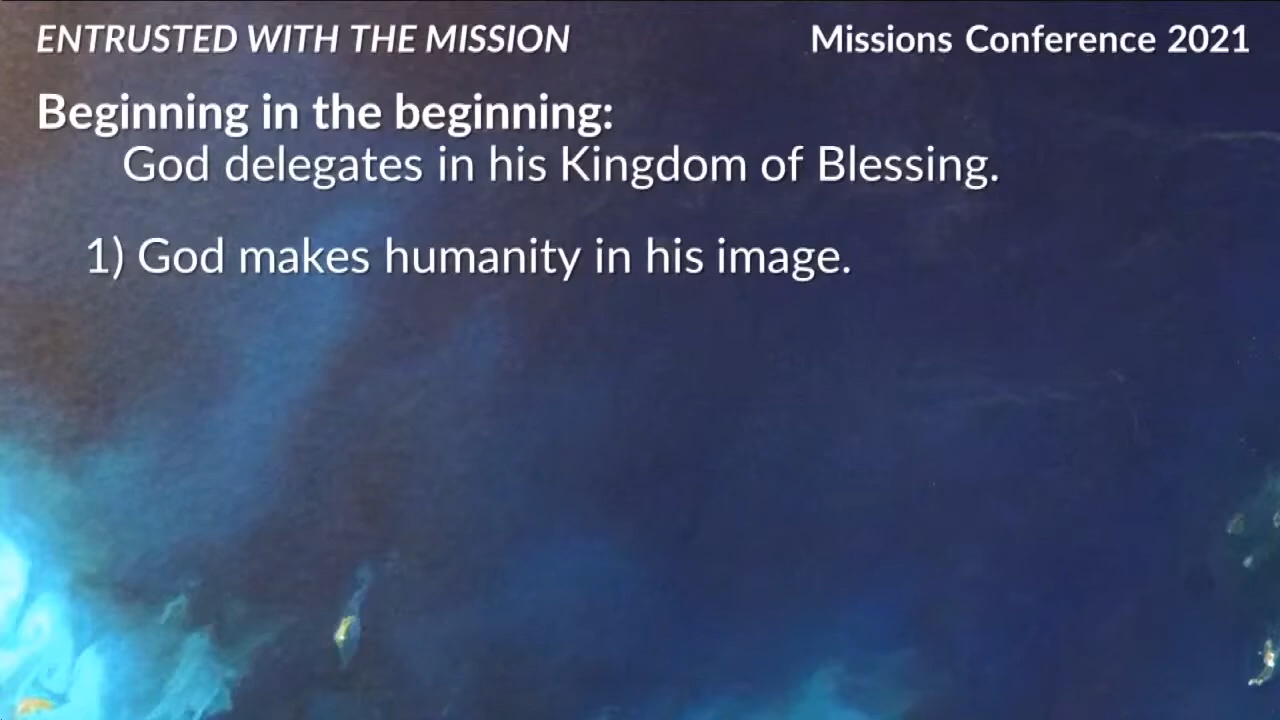 ENTRUSTED WITH THE MISSION
Missions Conference 2021
Beginning in the beginning:
God delegates in his Kingdom of Blessing.
1) God makes humanity in his image.